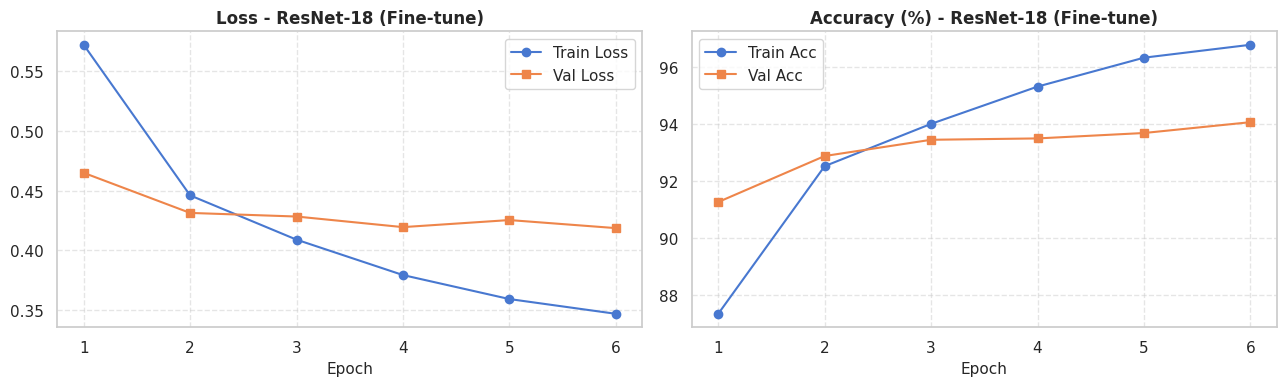 Loss - ResNet-18 (Fine-tune)
Train Loss
Val Loss
0.55
0.50
0.45
0.40
0.35
1 2 3 4 5 6
Epoch
Accuracy (%) - ResNet-18 (Fine-tune)
Train Acc
Val Acc
96
94
92
90
88
1 2 3 4 5 6
Epoch